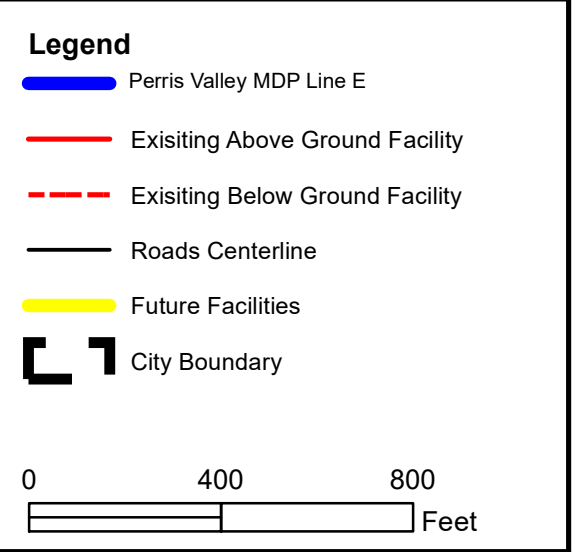 Legend
Perris Valley MDP Line E
Exisiting Above Ground Facility
Exisiting Below Ground Facility
Roads Centerline
Future Facilities
City Boundary
0 400 800
Feet